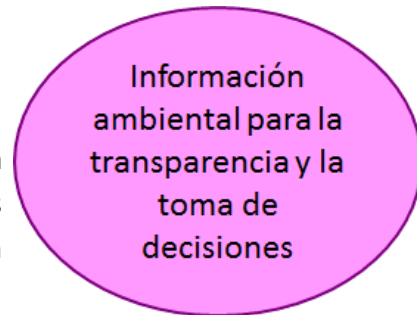 Información
ambiental para la
transparencia y la
toma de
decisiones